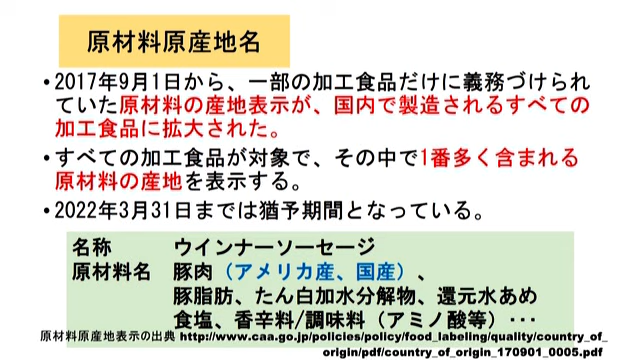 原材料原産地名
•2017年9月1日から、一部の加工食品だけに義務づけられ
ていた原材料の産地表示が、国内で製造されるすべての
加工食品に拡大された。
•すべての加工食品が対象で、その中で1番多く含まれる
原材料の産地を表示する。
•2022年3月31日までは猶予期間となっている。
名称 ウインナーソーセージ
原材料名 豚肉（アメリカ産、国産）、
豚脂肪、たん白加水分解物、還元水あめ
食塩、香辛料/調味料（アミノ酸等）･･･
原材料原産地表示の出典 http://www.caa.go.jp/policies/policy/food_labeling/quality/country_of_
origin/pdf/country_of_origin_170901_0005.pdf